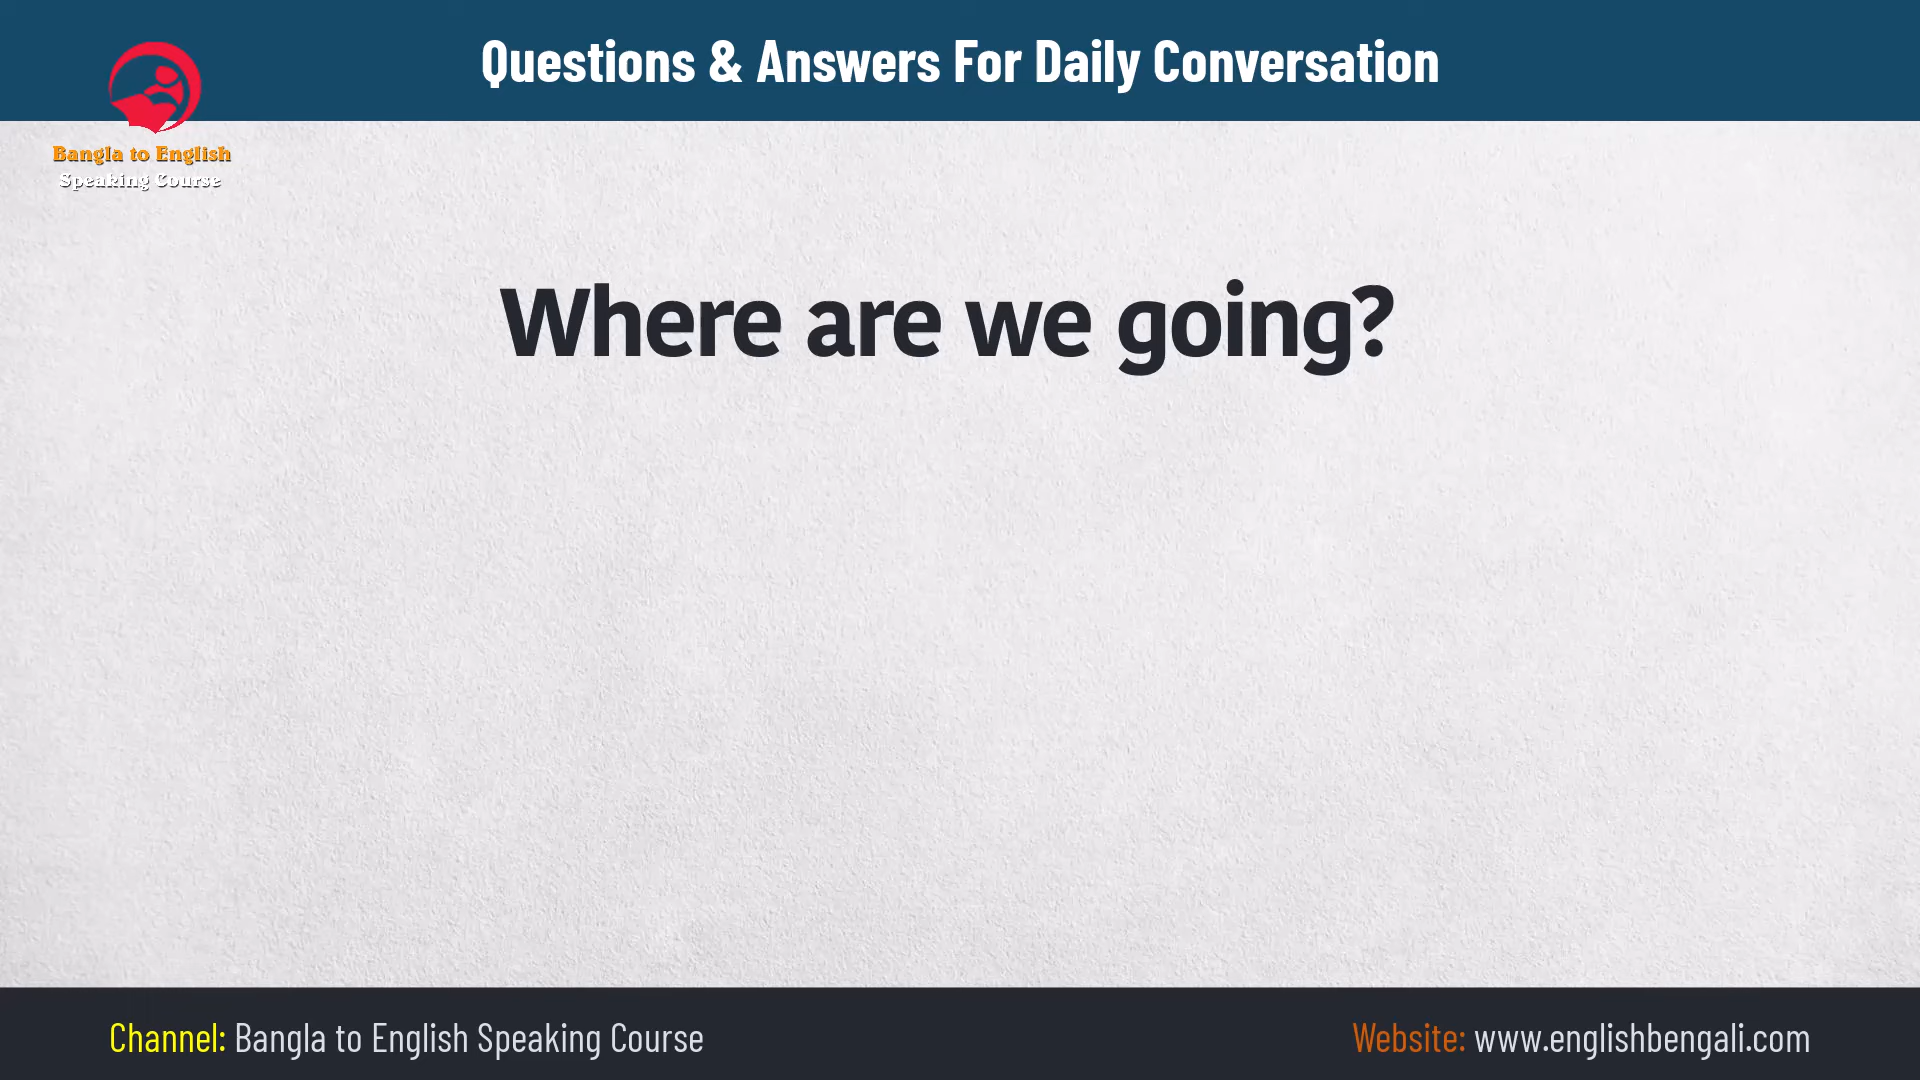 Questions & Answers For Daily Conversation
Bangla to English
Speaking Course
Where are we going?
Channel: Bangla to English Speaking Course
Website: www.englishbengali.com